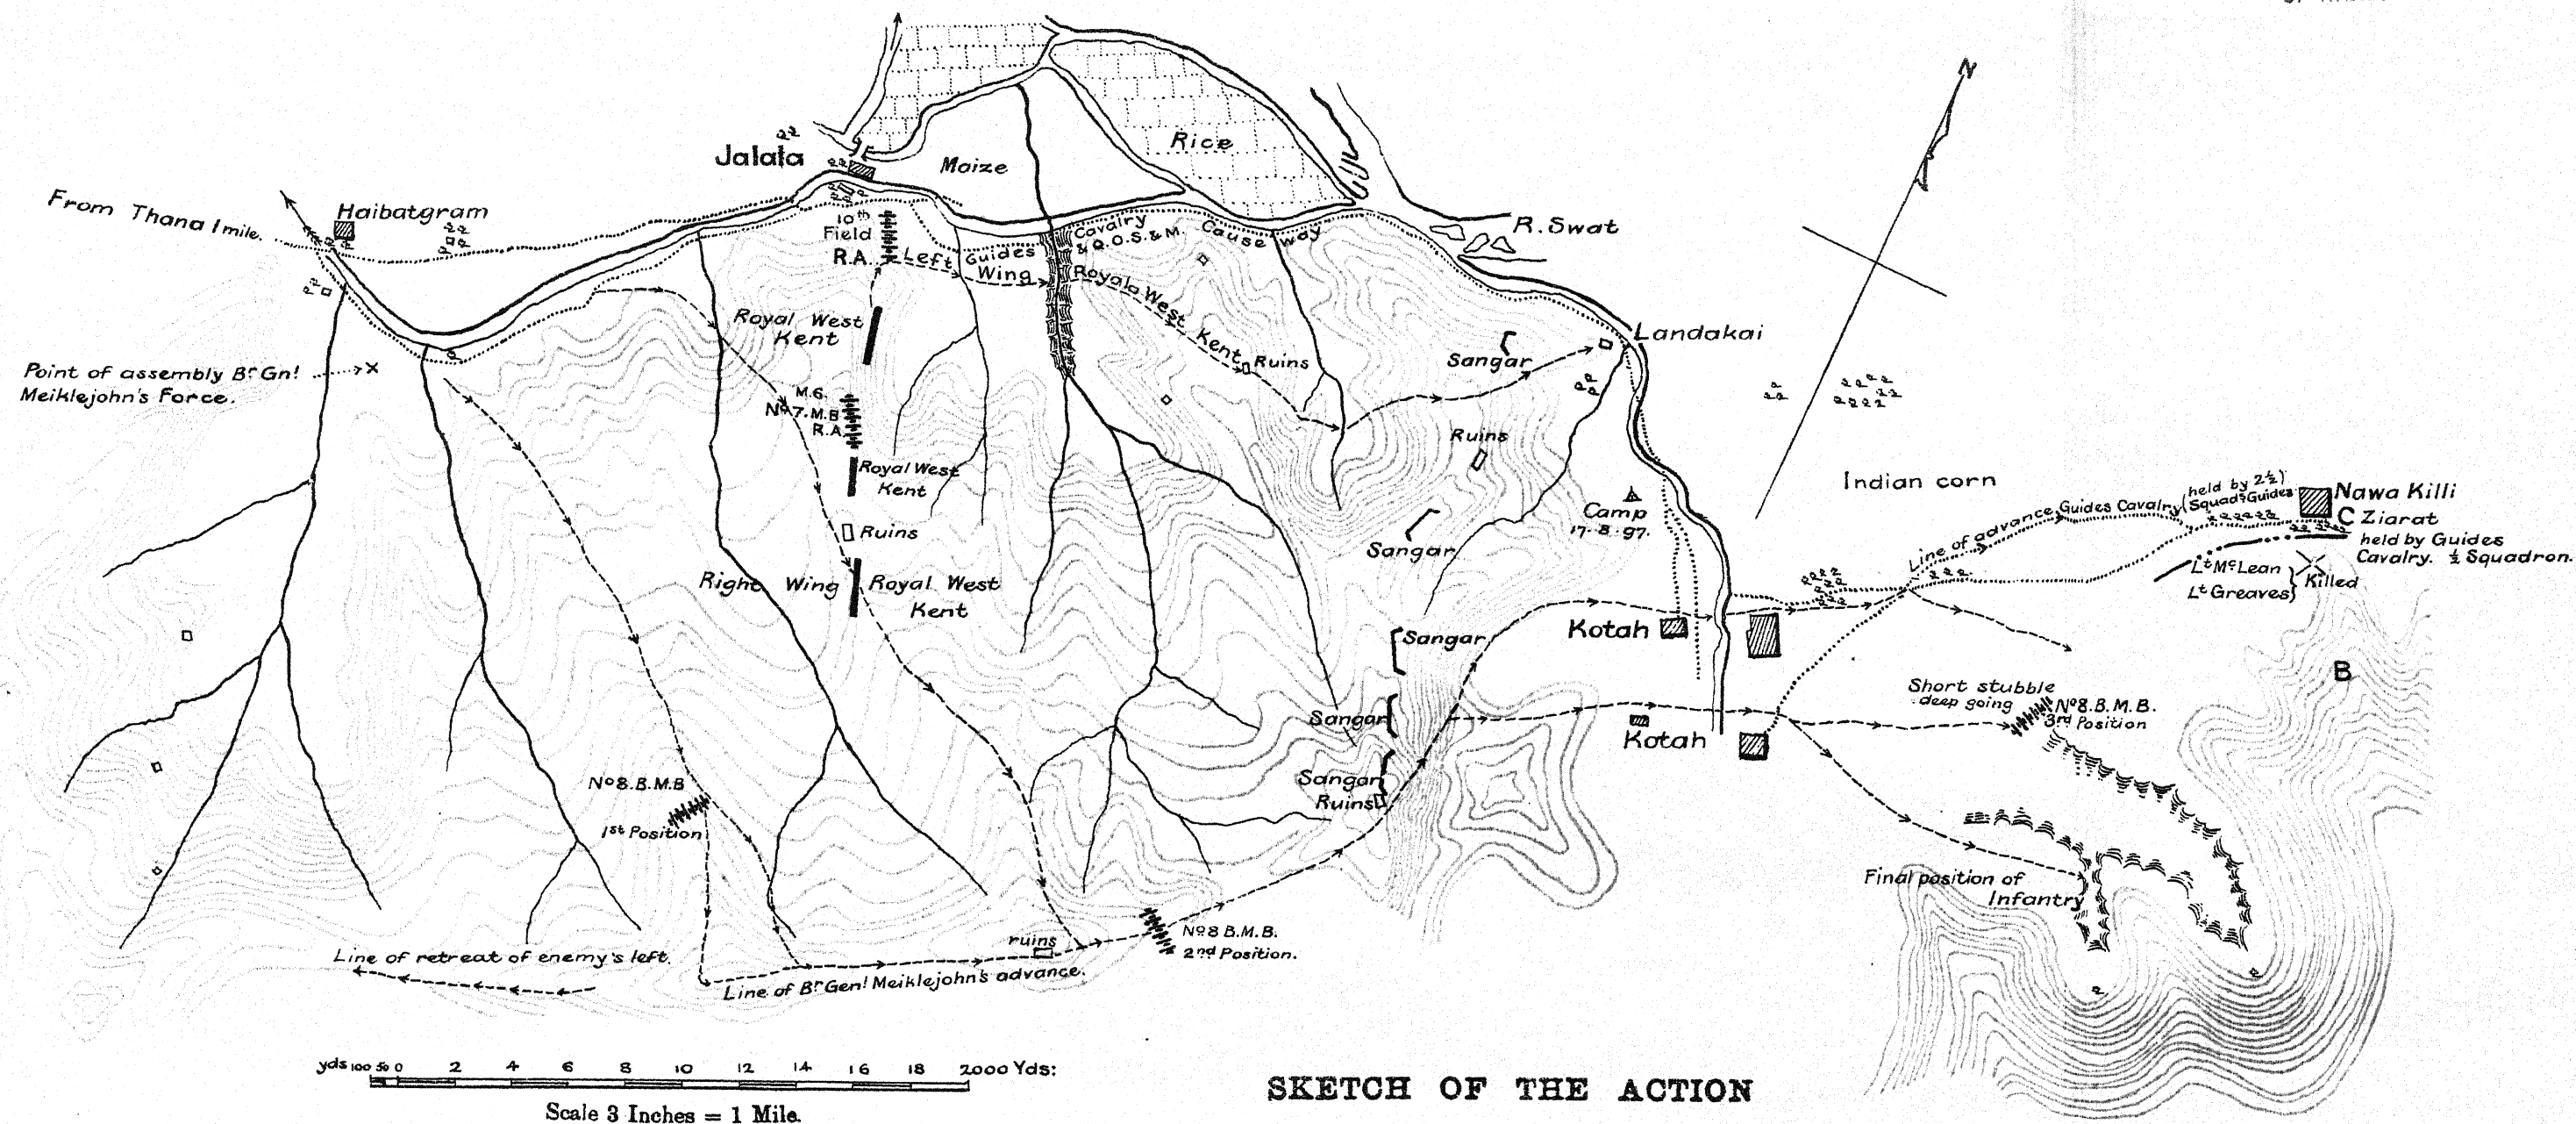 N
Jalala
Maize
Rice
From Thana 1 mile.
Haibatgram
10th
Field
R.A.
Left
Guides
Wing
Cavalry
& Q.O.S.& M.
Cause way
Royal West Kent
Ruins
R. Swat
Landakai
Sangar
Royal West
Kent
Point of assembly Br Gnl
Meiklejohn's Force.
M.G.
No 7. M.B
R.A.
Royal West
Kent
Ruins
Ruins
Camp
17-8-97.
Sangar
Indian corn
Line of advance Guides Cavalry
(held by 2½)
Squads Guides
Nawa Killi
C Ziarat
held by Guides
Cavalry. ½ Squadron.
Lt McLean
Lt Greaves
} Killed
Right Wing
Royal West
Kent
Sangar
Kotah
B
Short stubble
deep going
No 8. B.M.B.
3rd Position
Sangar
Kotah
Sangar
Ruins
No 8. B.M.B
1st Position
Final position of
Infantry
ruins
No 8 B.M.B.
2nd Position.
Line of retreat of enemy's left.
Line of Br Genl Meiklejohn's advance.
yds 100 50 0 2 4 6 8 10 12 14 16 18 2000 Yds:
Scale 3 Inches = 1 Mile.
SKETCH OF THE ACTION